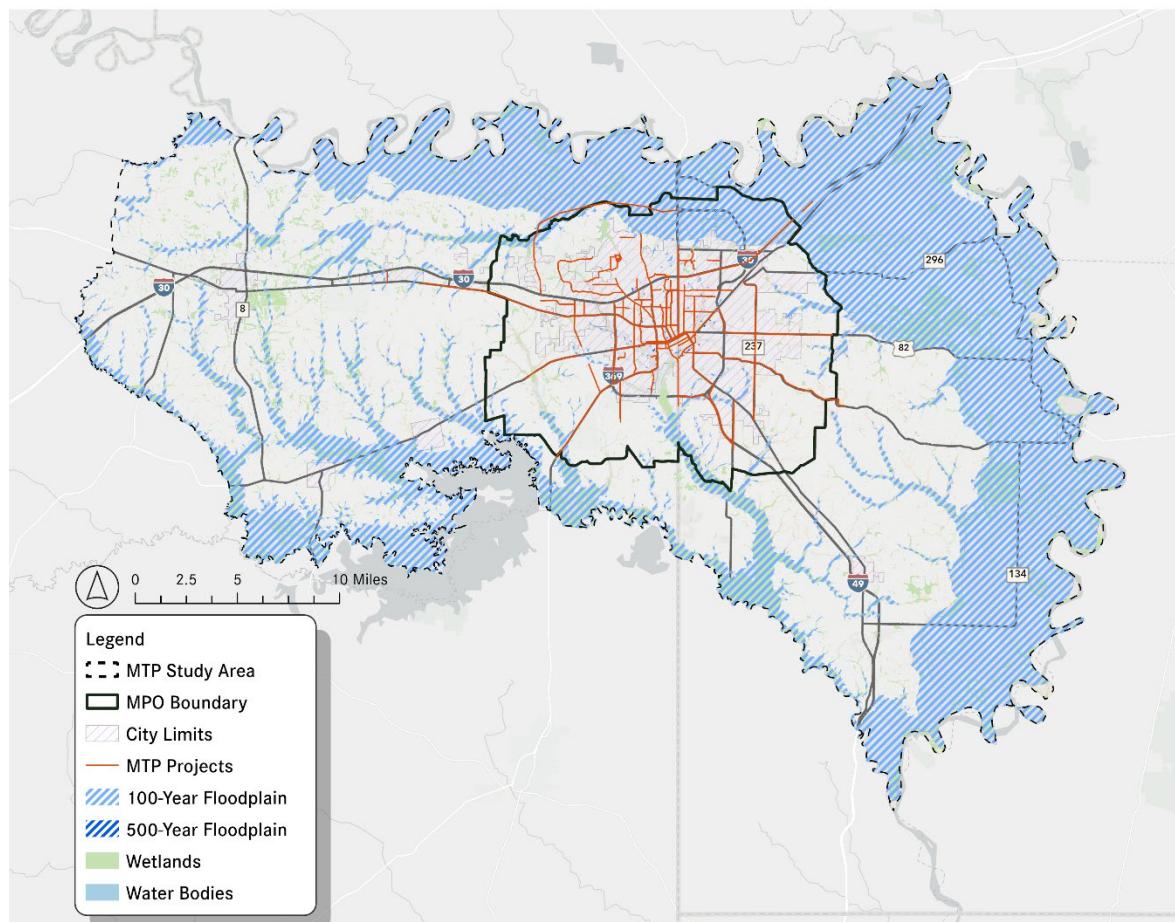 296
30
30
30
8
82
237
369
134
49
0 2.5 5 10 Miles
Legend
MTP Study Area
MPO Boundary
City Limits
MTP Projects
100-Year Floodplain
500-Year Floodplain
Wetlands
Water Bodies